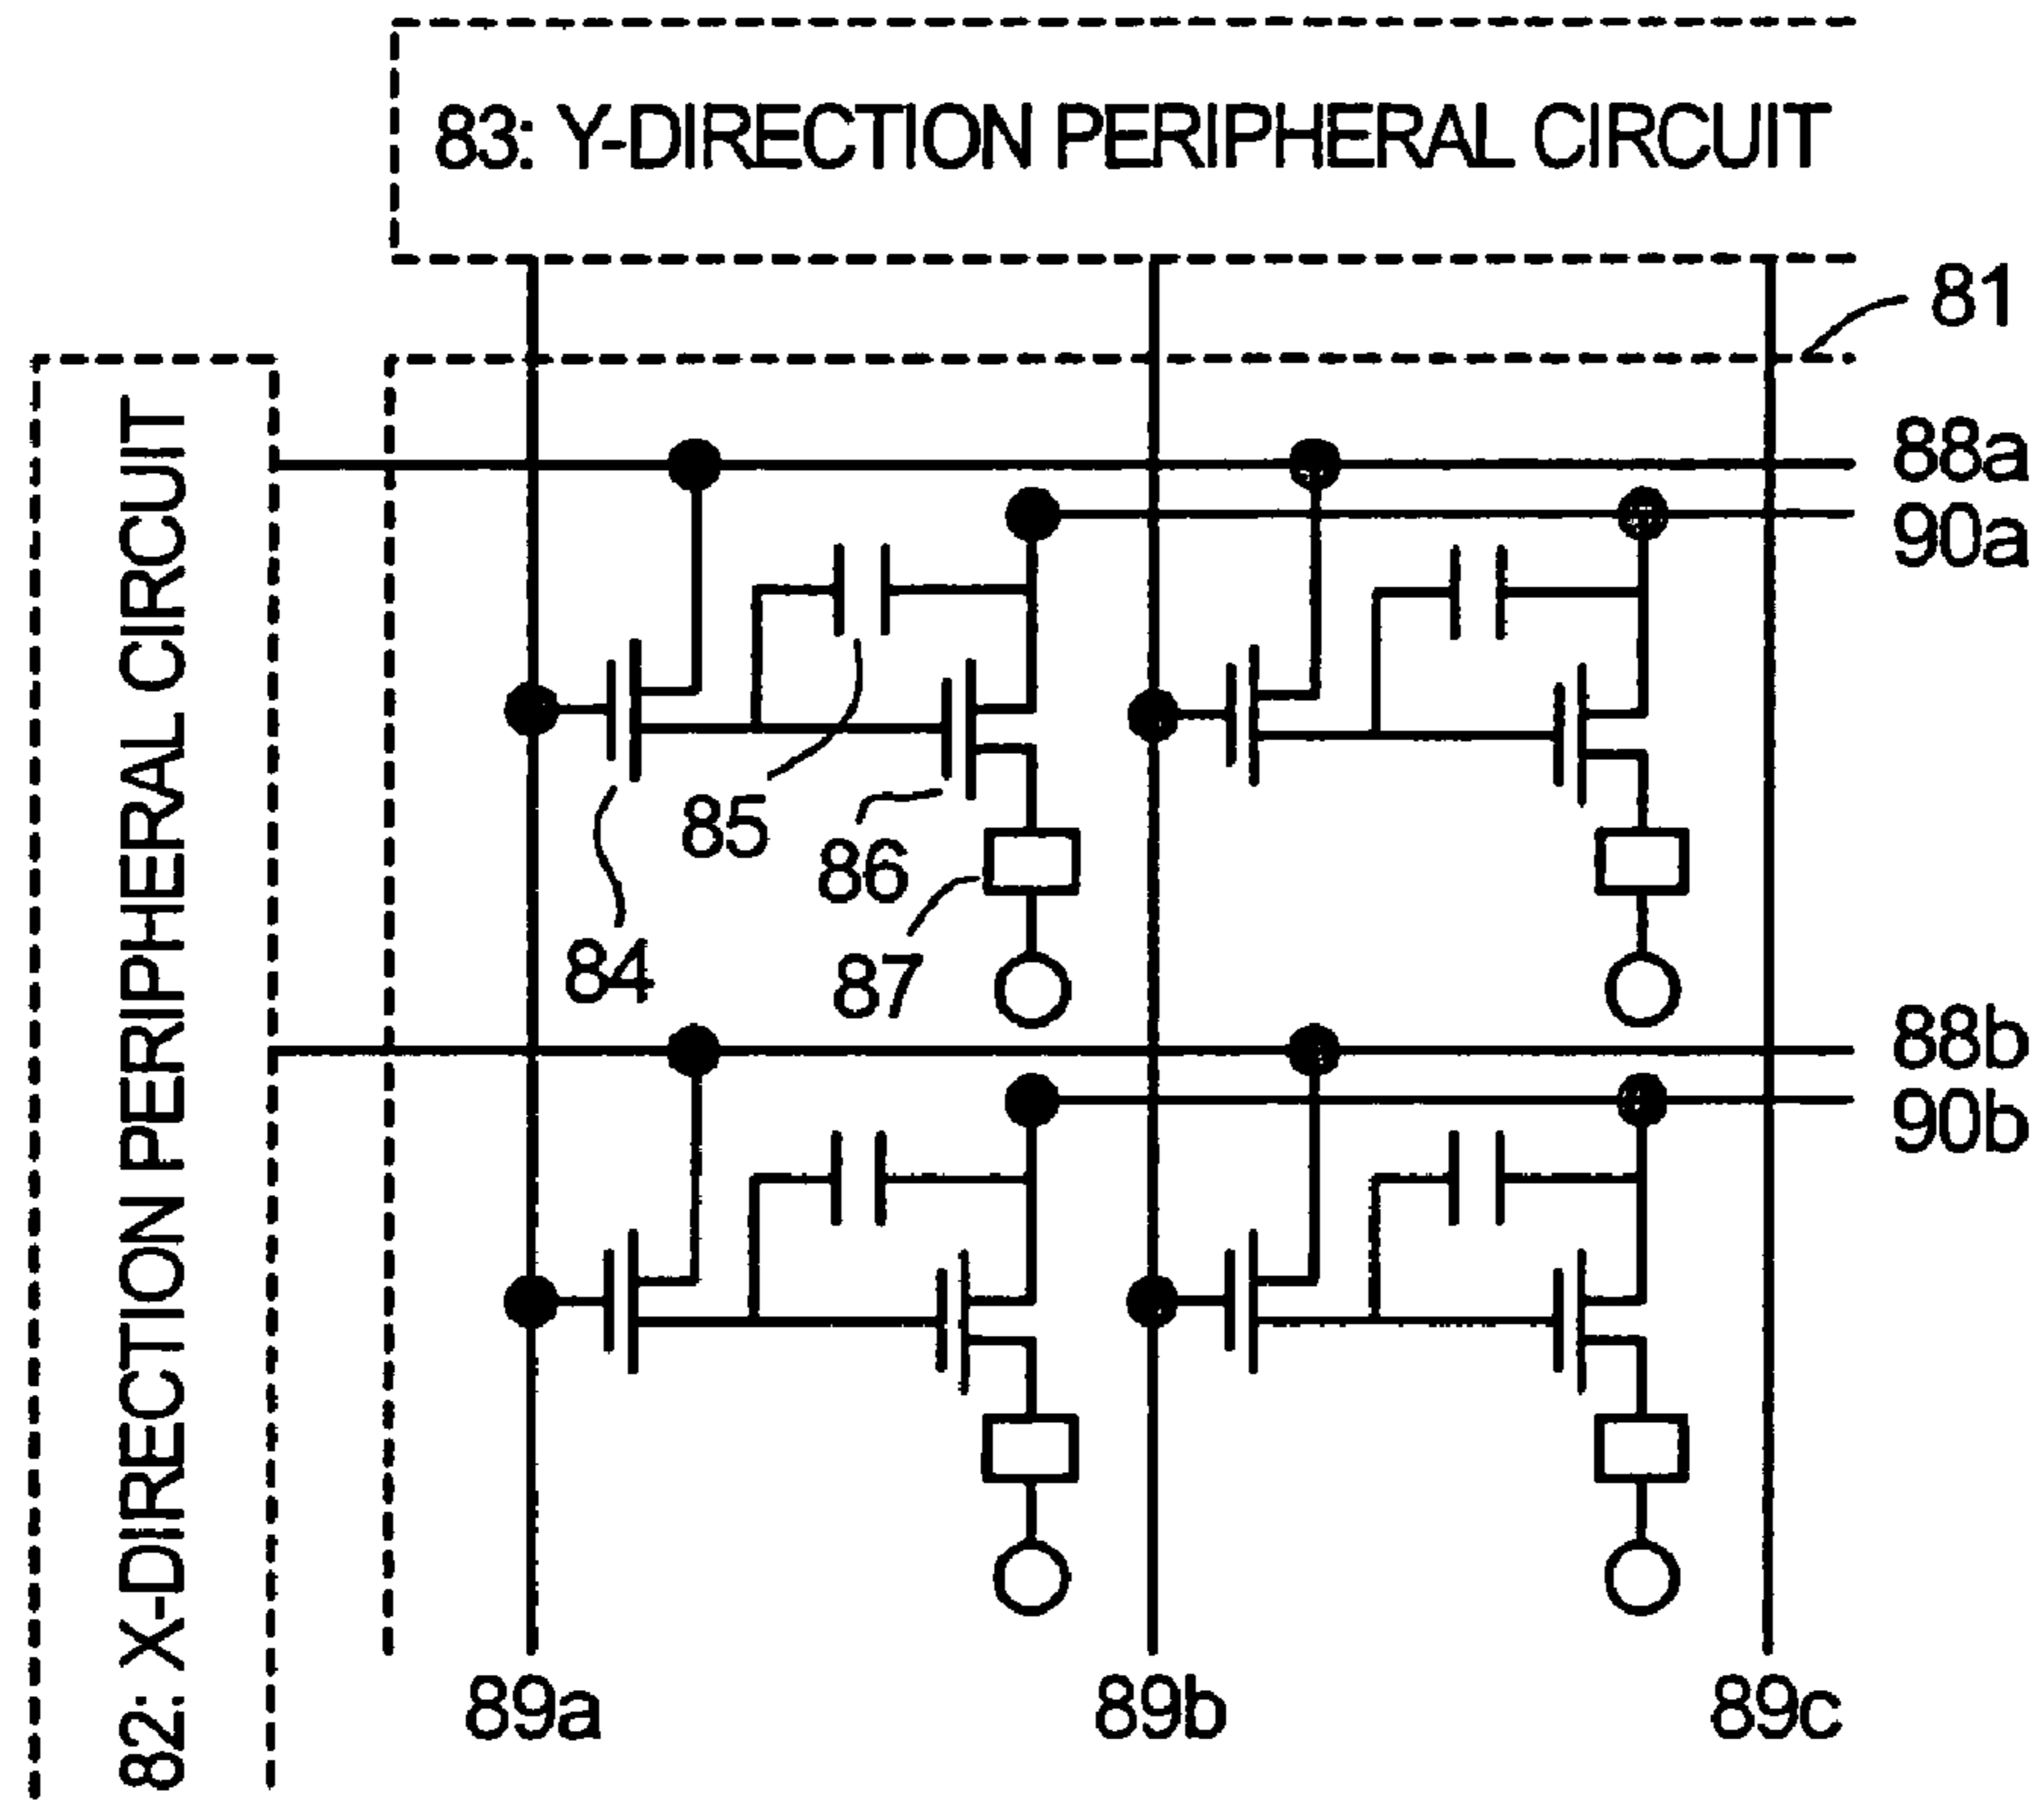 83: Y-DIRECTION PERIPHERAL CIRCUIT
81
82: X-DIRECTION PERIPHERAL CIRCUIT
88a
90a
85
86
84
87
88b
90b
89a
89b
89c